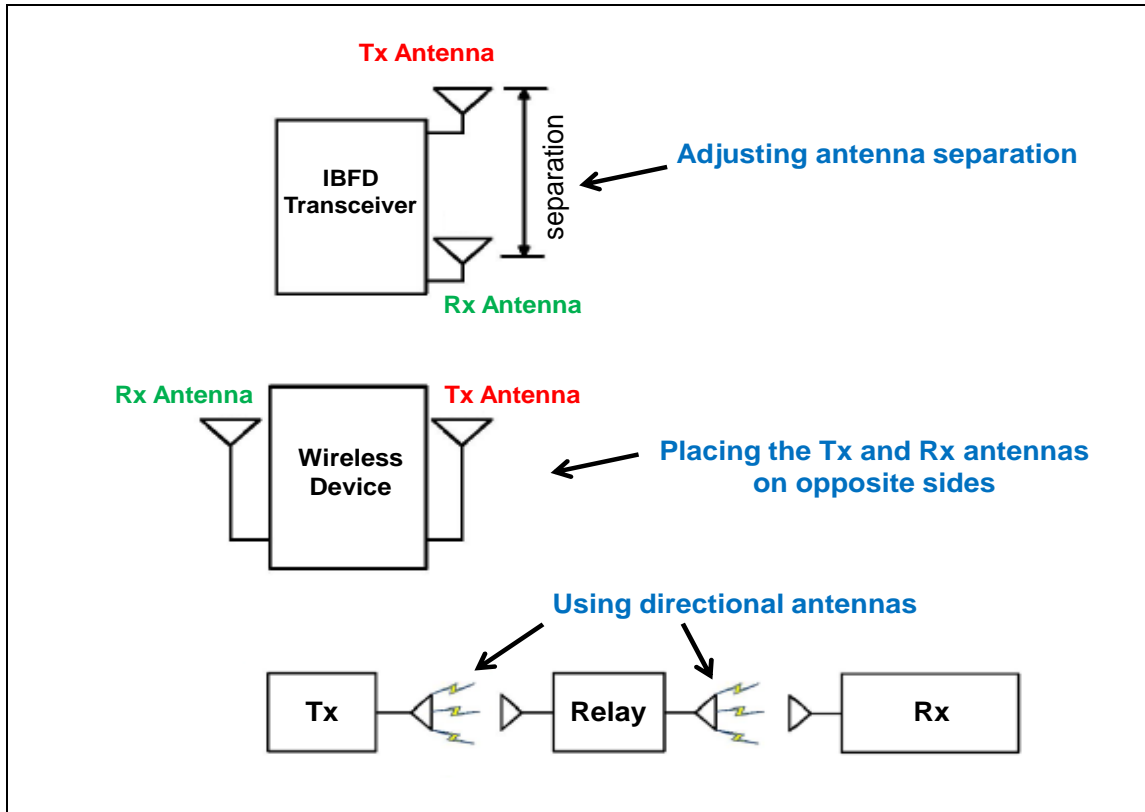 Tx Antenna
IBFD
Transceiver
separation
Adjusting antenna separation
Rx Antenna
Rx Antenna
Tx Antenna
Wireless
Device
Placing the Tx and Rx antennas
on opposite sides
Using directional antennas
Tx
Relay
Rx